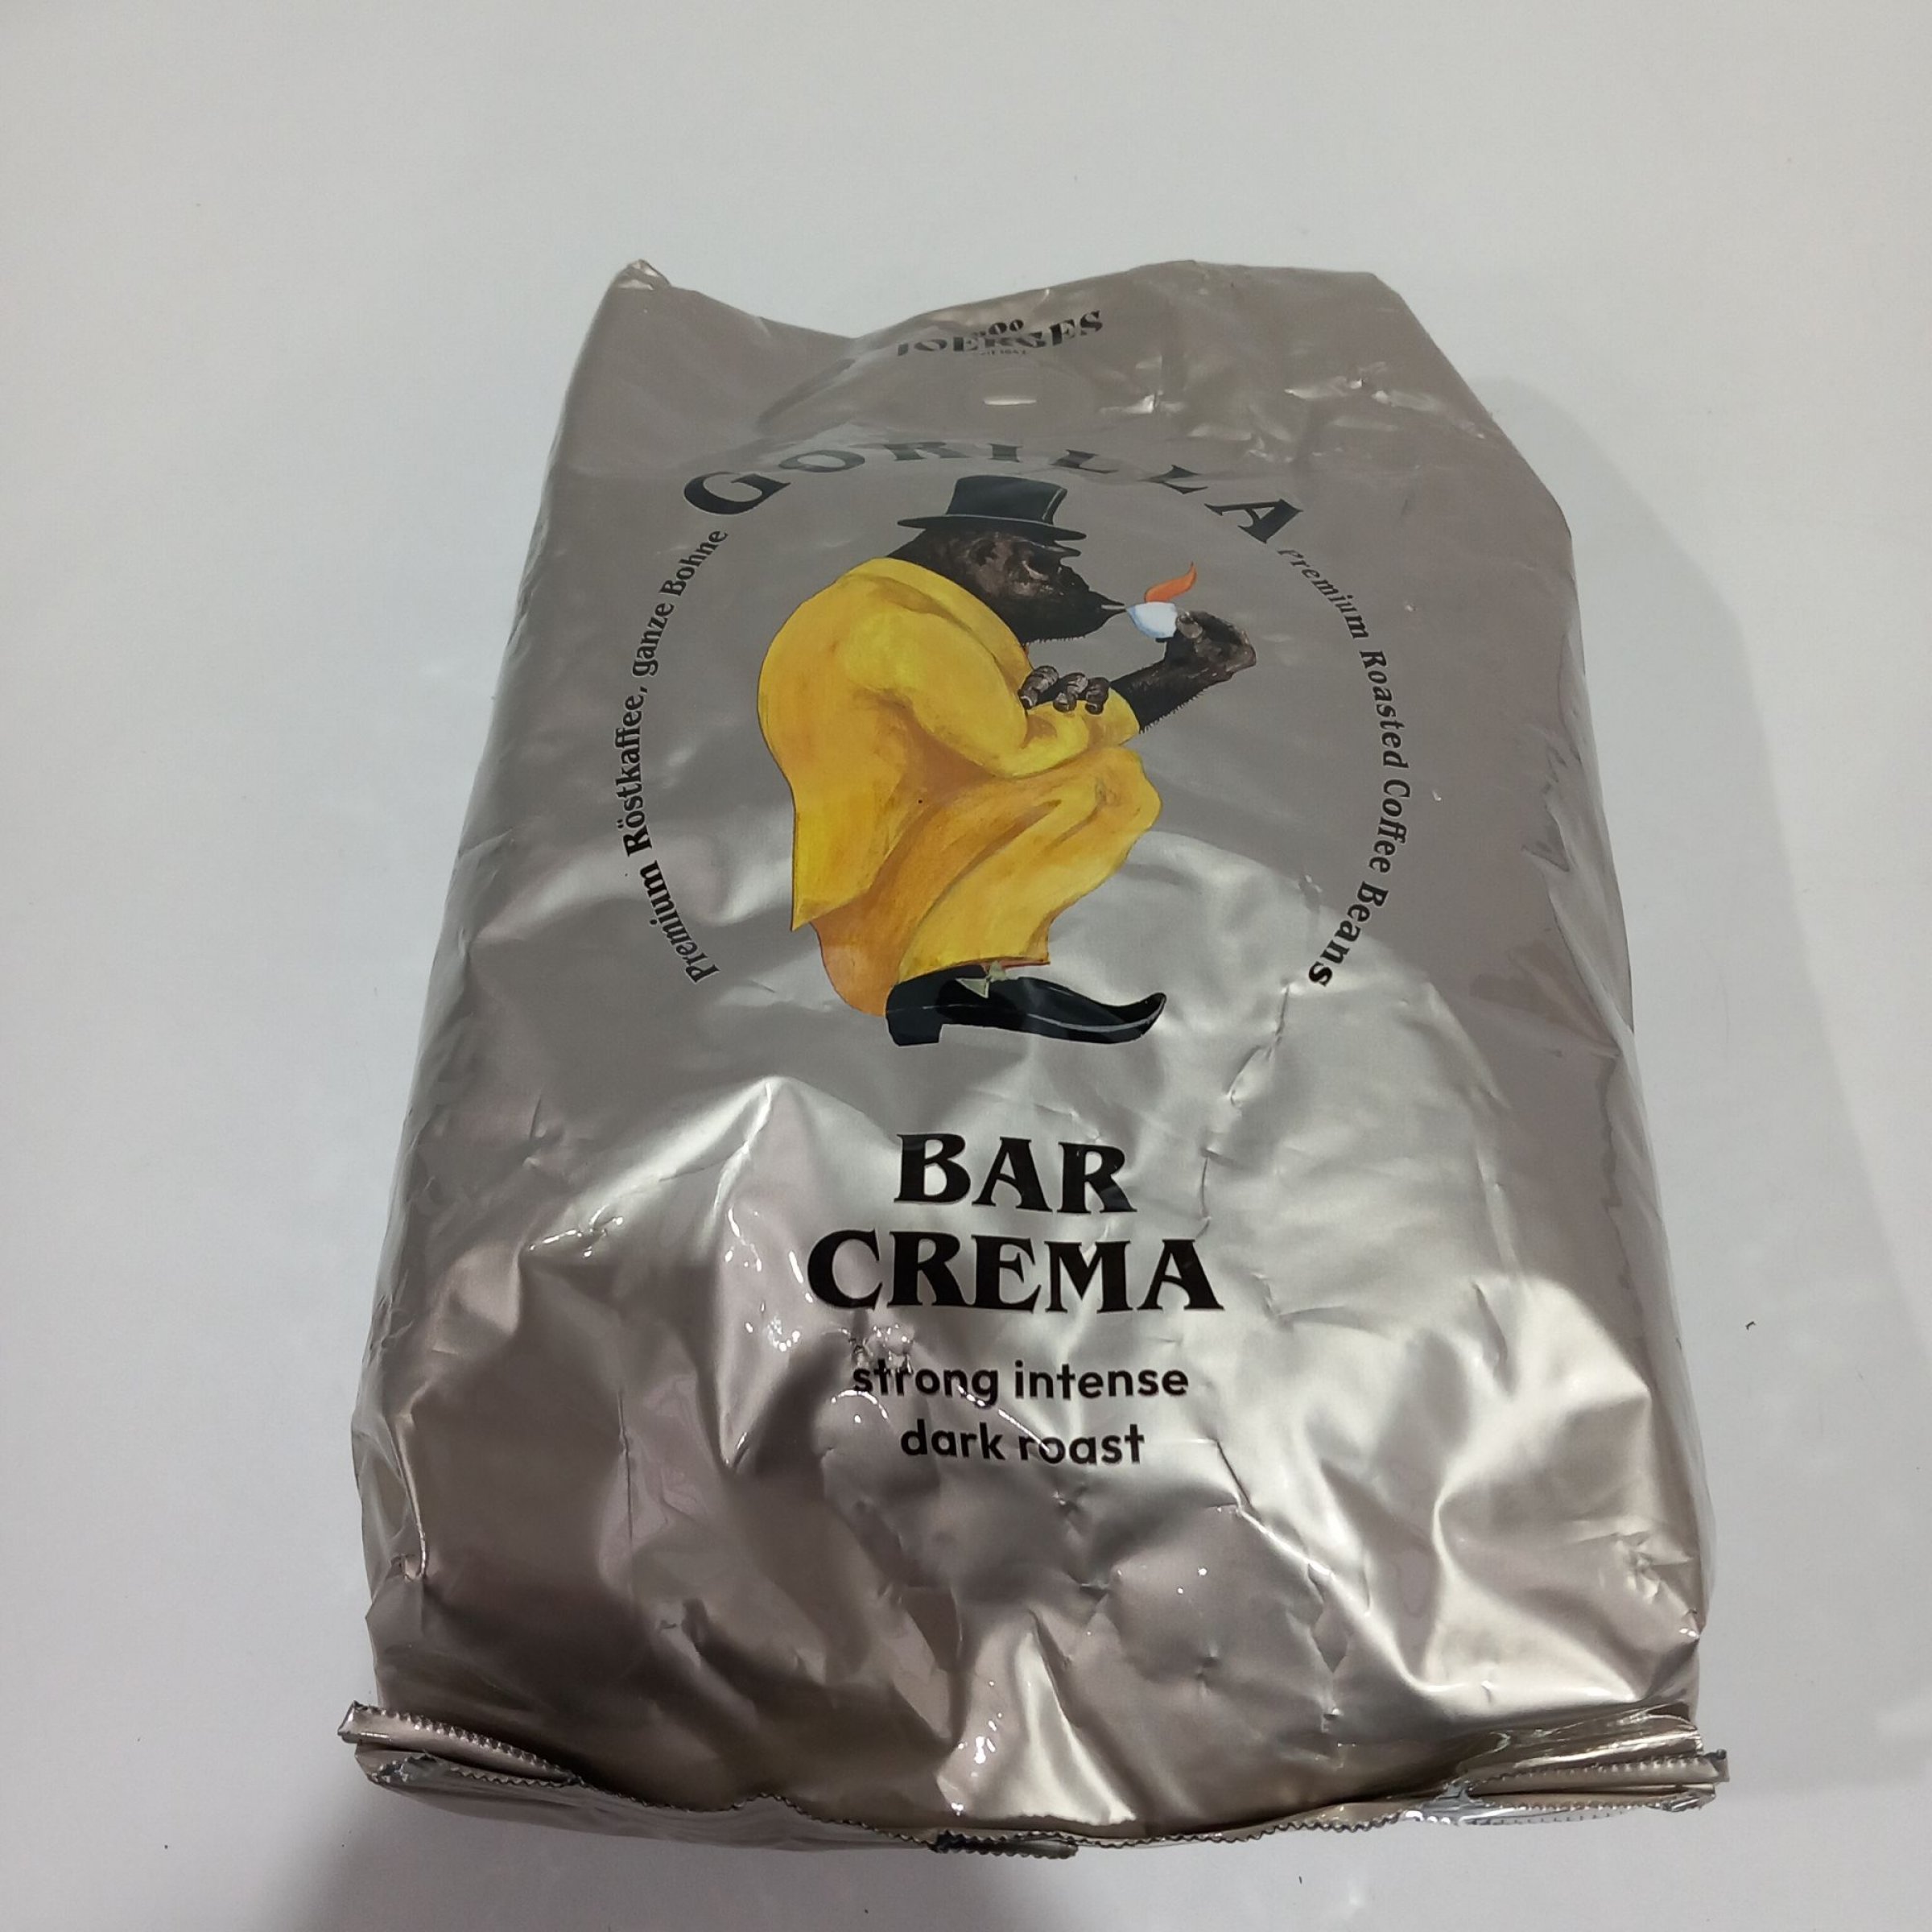 JOERGES
GORILLA
Premium Röstkaffee, ganze Bohne
Premium Roasted Coffee Beans
BAR
CREMA
strong intense
dark roast